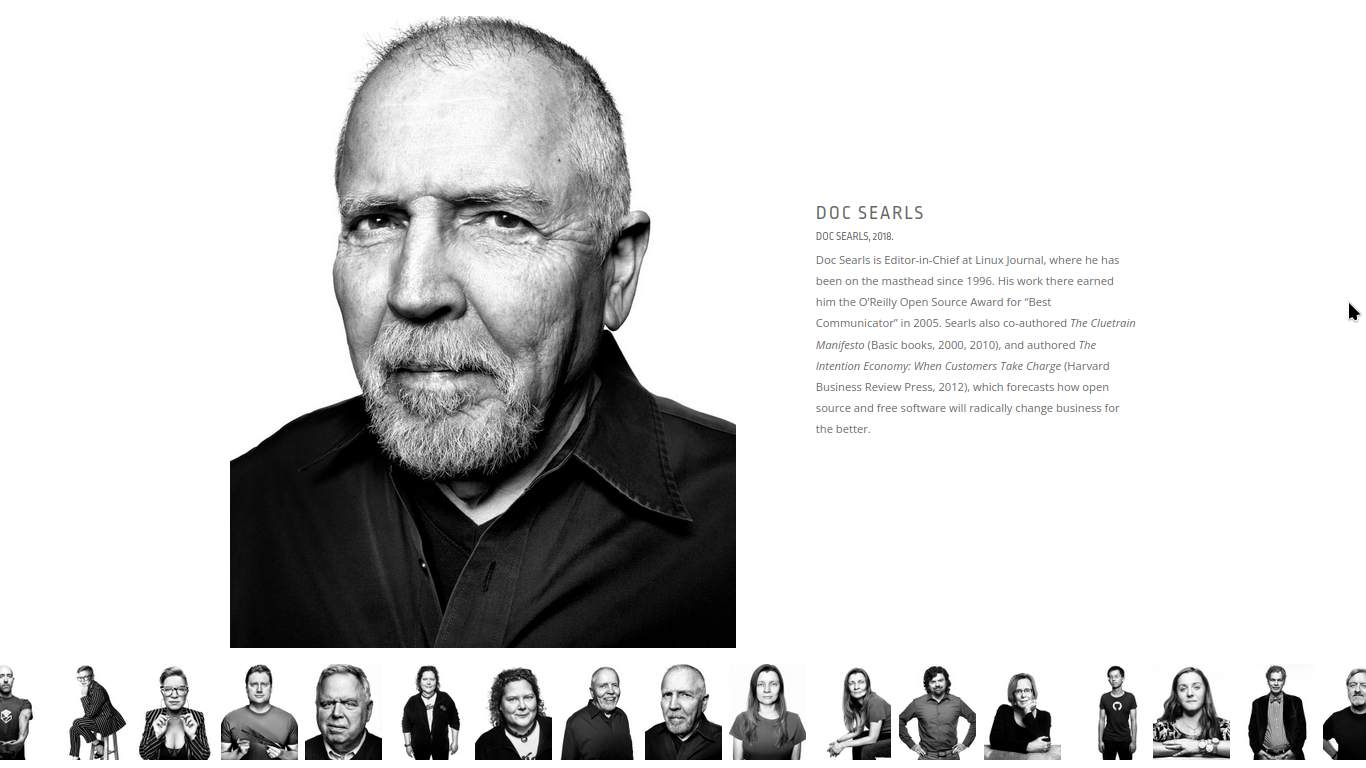 DOC SEARLS
DOC SEARLS, 2018.
Doc Searls is Editor-in-Chief at Linux Journal, where he has
been on the masthead since 1996. His work there earned
him the O’Reilly Open Source Award for “Best
Communicator” in 2005. Searls also co-authored The Cluetrain
Manifesto (Basic books, 2000, 2010), and authored The
Intention Economy: When Customers Take Charge (Harvard
Business Review Press, 2012), which forecasts how open
source and free software will radically change business for
the better.